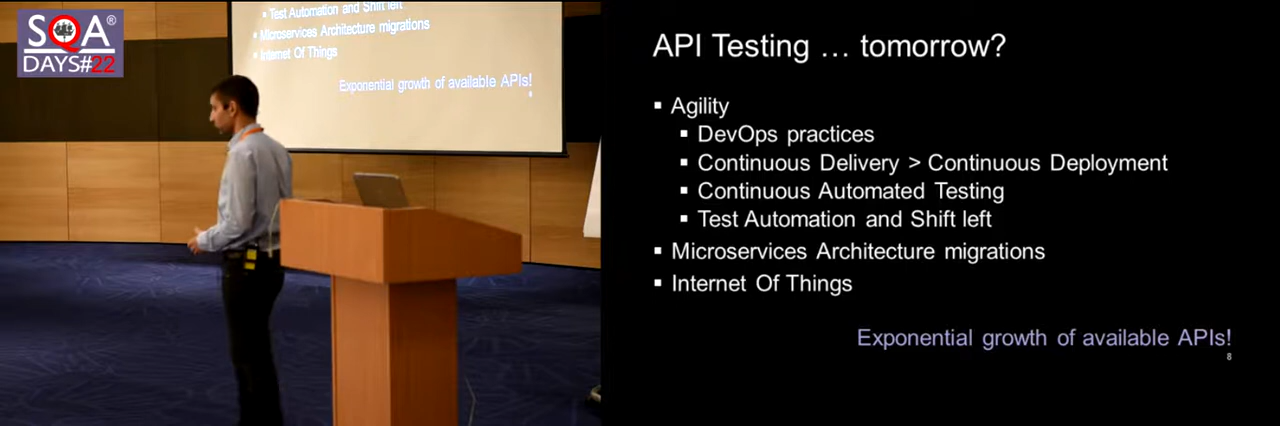 SQA®
DAYS#22
Test Automation and Shift left
Microservices Architecture migrations
Internet Of Things
Exponential growth of available APIs!
API Testing … tomorrow?
▪ Agility
▪ DevOps practices
▪ Continuous Delivery > Continuous Deployment
▪ Continuous Automated Testing
▪ Test Automation and Shift left
▪ Microservices Architecture migrations
▪ Internet Of Things
Exponential growth of available APIs!
8